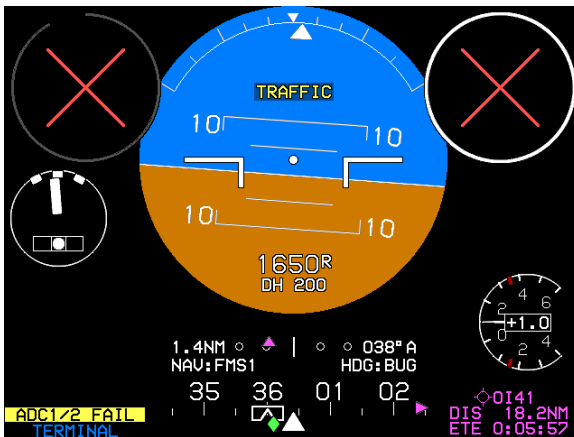 TRAFFIC
10 10
10 10
1650R
DH 200
4
6
2
+1.0
0
2
4
1.4NM 038°A
NAV:FMS1 HDG:BUG
35 36 01 02
OI41
DIS 18.2NM
ETE 0:05:57
ADC1/2 FAIL
TERMINAL